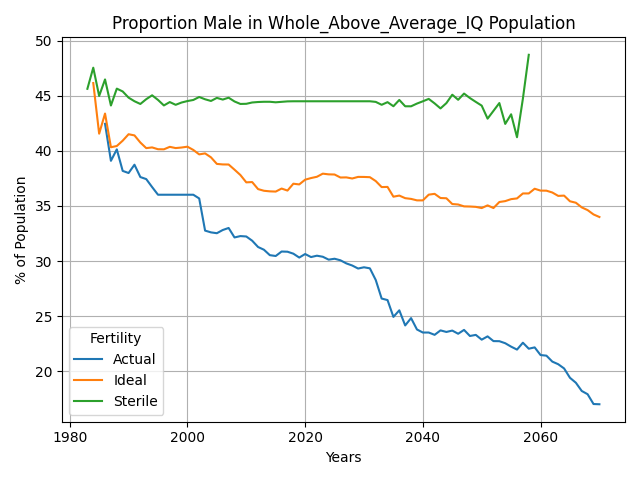 Proportion Male in Whole_Above_Average_IQ Population
50
45
40
35
30
25
20
% of Population
Fertility
Actual
Ideal
Sterile
1980
2000
2020
2040
2060
Years